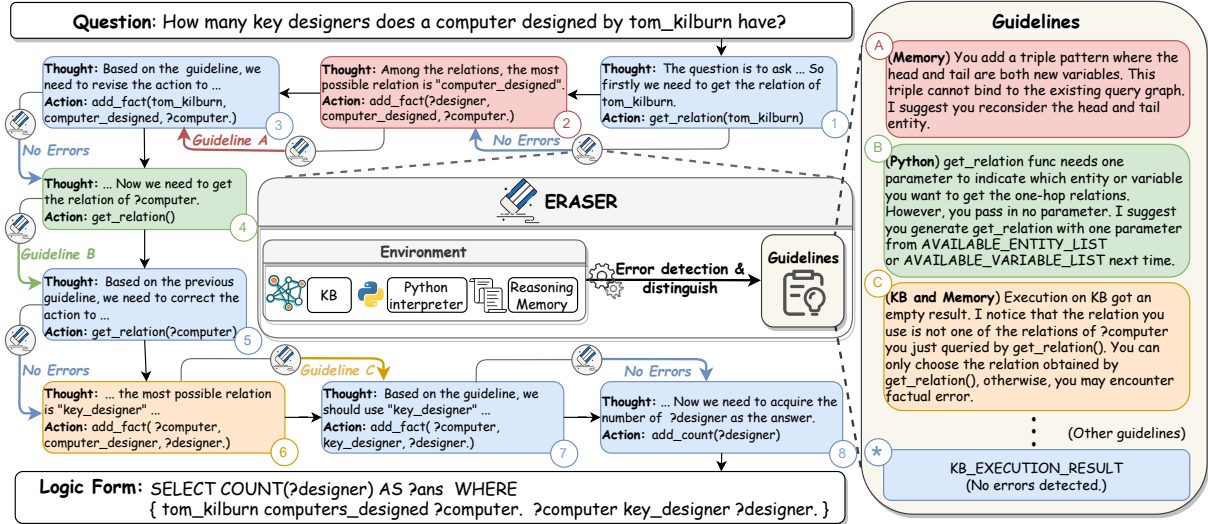 Question: How many key designers does a computer designed by tom_kilburn have?
Thought: The question is to ask ... So
firstly we need to get the relation of
tom_kilburn.
Action: get_relation(tom_kilburn)
1
No Errors
Thought: Among the relations, the most
possible relation is "computer_designed".
Action: add_fact(?designer,
computer_designed, ?computer.)
2
Guideline A
Thought: Based on the guideline, we
need to revise the action to ...
Action: add_fact(tom_kilburn,
computer_designed, ?computer.)
3
No Errors
Thought: ... Now we need to get
the relation of ?computer.
Action: get_relation()
4
Guideline B
Thought: Based on the previous
guideline, we need to correct the
action to ...
Action: get_relation(?computer)
5
No Errors
Thought: ... the most possible relation
is "key_designer" ...
Action: add_fact( ?computer,
computer_designer, ?designer.)
6
Guideline C
Thought: Based on the guideline, we
should use "key_designer" ...
Action: add_fact( ?computer,
key_designer, ?designer.)
7
No Errors
Thought: ... Now we need to acquire the
number of ?designer as the answer.
Action: add_count(?designer)
8
ERASER
Environment
KB
Python
interpreter
Reasoning
Memory
Error detection &
distinguish
Guidelines
Logic Form: SELECT COUNT(?designer) AS ?ans WHERE
{ tom_kilburn computers_designed ?computer. ?computer key_designer ?designer. }
Guidelines
A
(Memory) You add a triple pattern where the
head and tail are both new variables. This
triple cannot bind to the existing query graph.
I suggest you reconsider the head and tail
entity.
B
(Python) get_relation func needs one
parameter to indicate which entity or variable
you want to get the one-hop relations.
However, you pass in no parameter. I suggest
you generate get_relation with one parameter
from AVAILABLE_ENTITY_LIST
or AVAILABLE_VARIABLE_LIST next time.
C
(KB and Memory) Execution on KB got an
empty result. I notice that the relation you
use is not one of the relations of ?computer
you just queried by get_relation(). You can
only choose the relation obtained by
get_relation(), otherwise, you may encounter
factual error.
(Other guidelines)
*
KB_EXECUTION_RESULT
(No errors detected.)